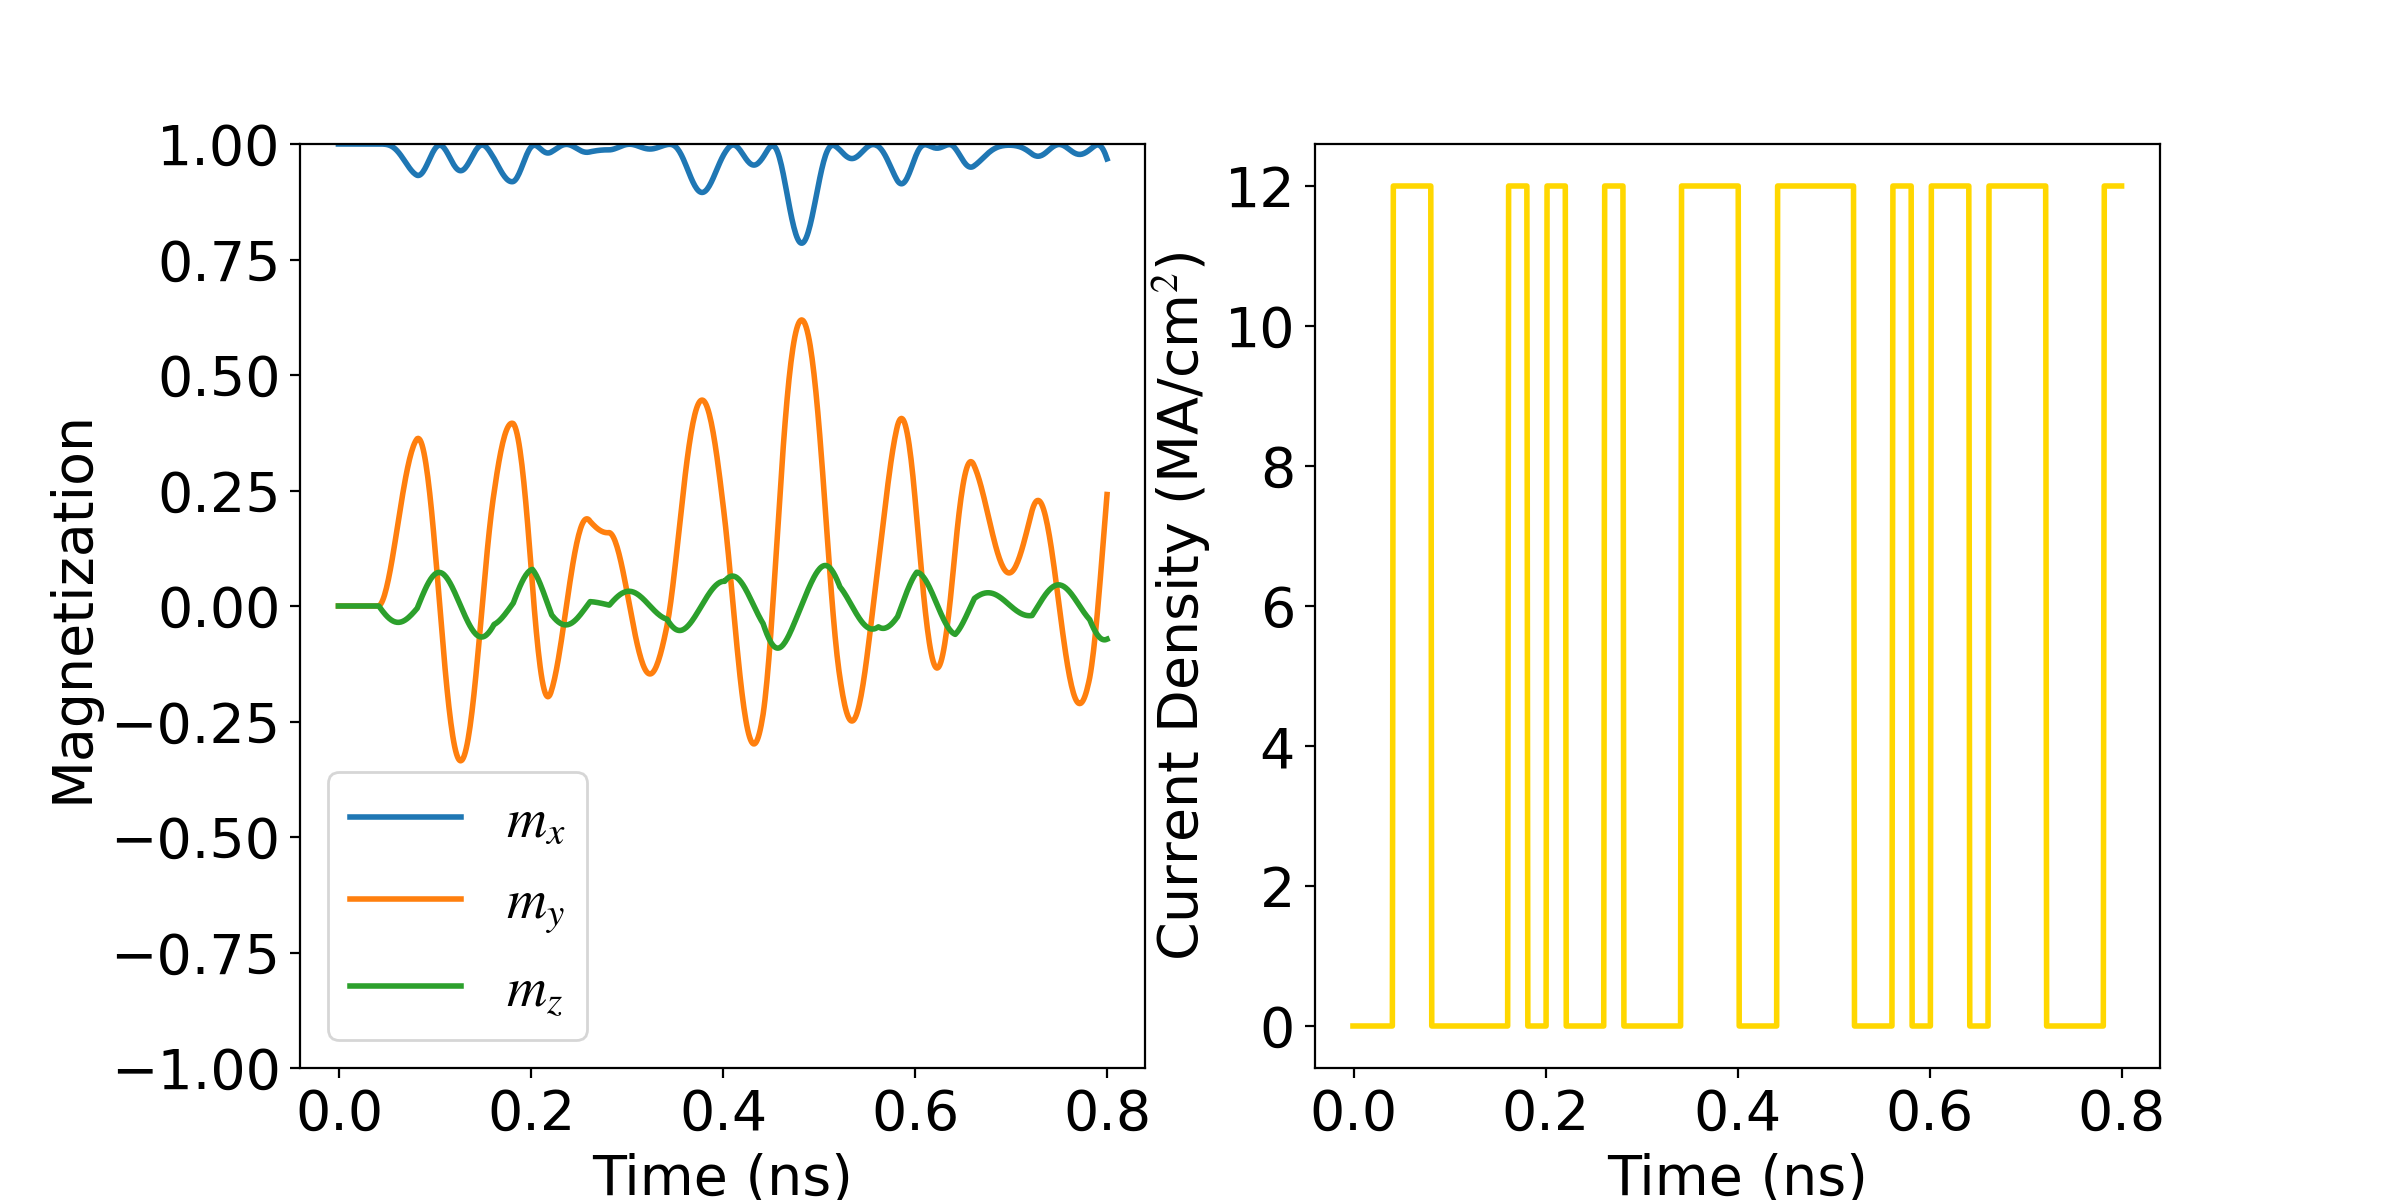 Magnetization
1.00
0.75
0.50
0.25
0.00
−0.25
−0.50
−0.75
−1.00
m_x
m_y
m_z
0.0 0.2 0.4 0.6 0.8
Time (ns)
Current Density (MA/cm²)
12
10
8
6
4
2
0
0.0 0.2 0.4 0.6 0.8
Time (ns)